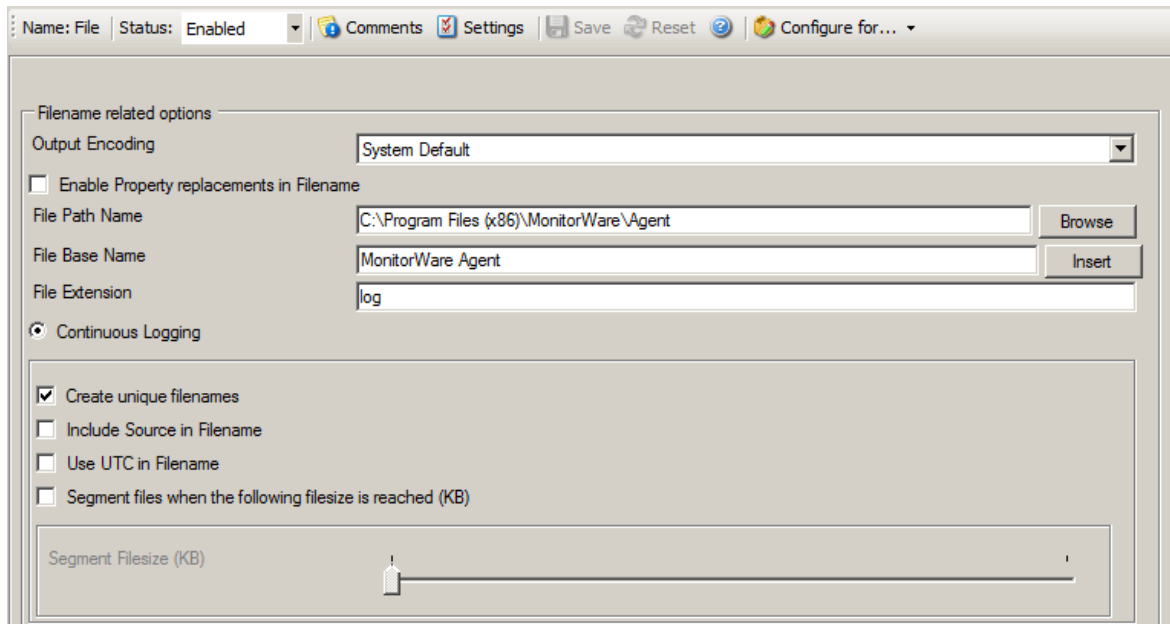 Name: File Status: Enabled Comments Settings Save Reset Configure for...
Filename related options
Output Encoding System Default
Enable Property replacements in Filename
File Path Name C:\Program Files (x86)\MonitorWare\Agent Browse
File Base Name MonitorWare Agent Insert
File Extension log
Continuous Logging
Create unique filenames
Include Source in Filename
Use UTC in Filename
Segment files when the following filesize is reached (KB)
Segment Filesize (KB)